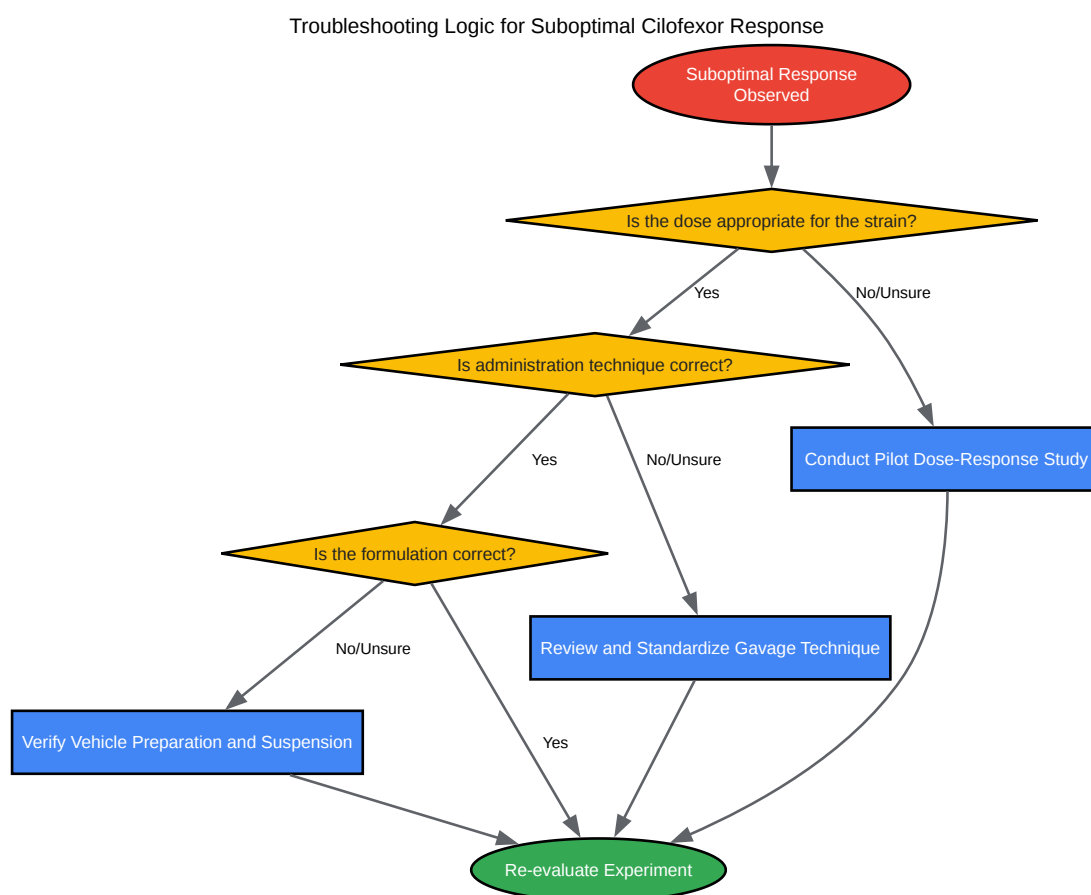 Troubleshooting Logic for Suboptimal Cilofexor Response
Suboptimal Response
Observed
Is the dose appropriate for the strain?
Yes
No/Unsure
Is administration technique correct?
Yes
No/Unsure
Conduct Pilot Dose-Response Study
Is the formulation correct?
No/Unsure
Review and Standardize Gavage Technique
Yes
Verify Vehicle Preparation and Suspension
Re-evaluate Experiment